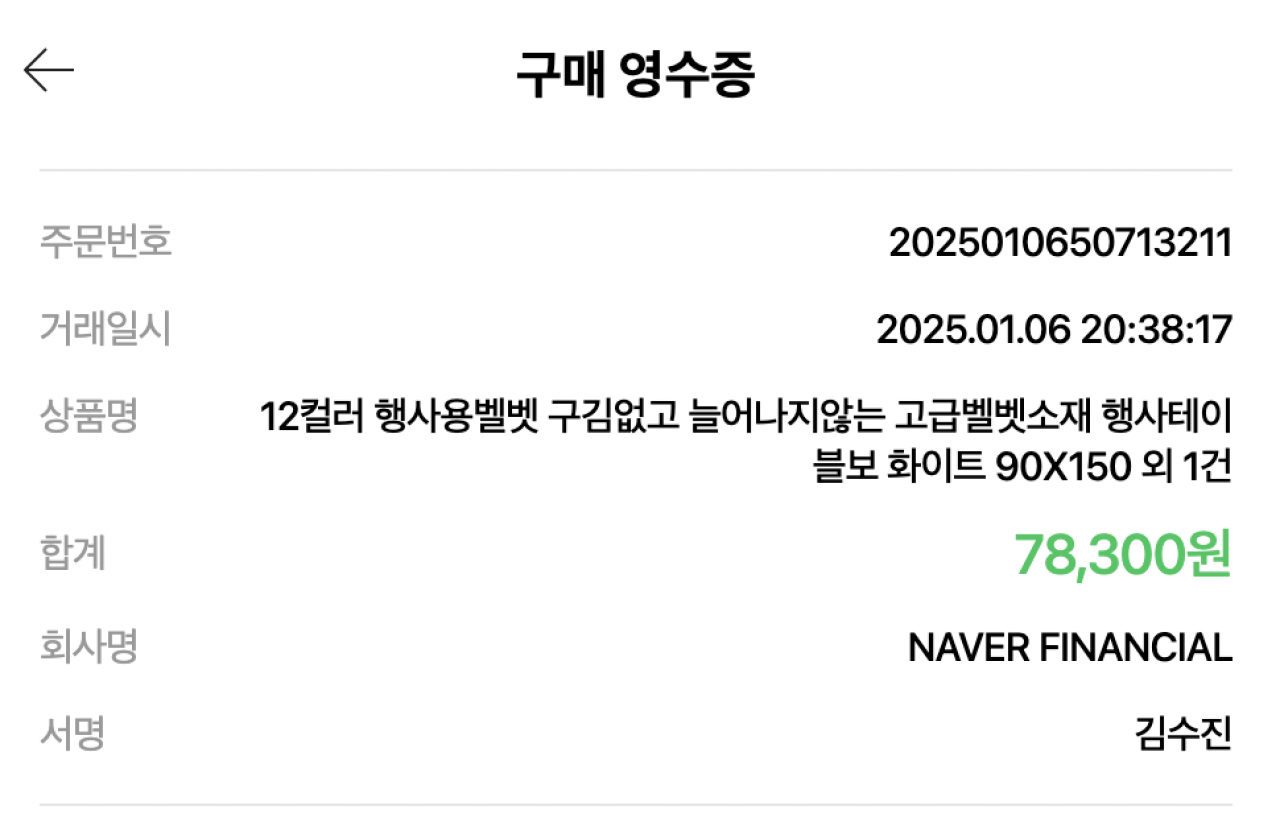 구매 영수증
주문번호 2025010650713211
거래일시 2025.01.06 20:38:17
상품명 12컬러 행사용벨벳 구김없고 늘어나지않는 고급벨벳소재 행사테이
블보 화이트 90X150 외 1건
합계 78,300원
회사명 NAVER FINANCIAL
서명 김수진